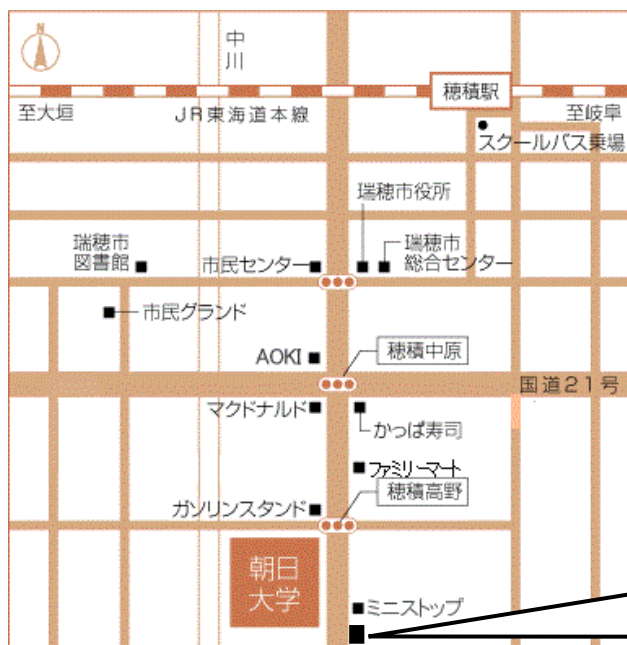 N
中
川
穂積駅
至大垣
JR東海道本線
至岐阜
スクールバス乗場
瑞穂市役所
瑞穂市
図書館
市民センター
瑞穂市
総合センター
市民グランド
AOKI
穂積中原
国道21号
マクドナルド
かっぱ寿司
ファミリーマート
穂積高野
ガソリンスタンド
朝日
大学
ミニストップ